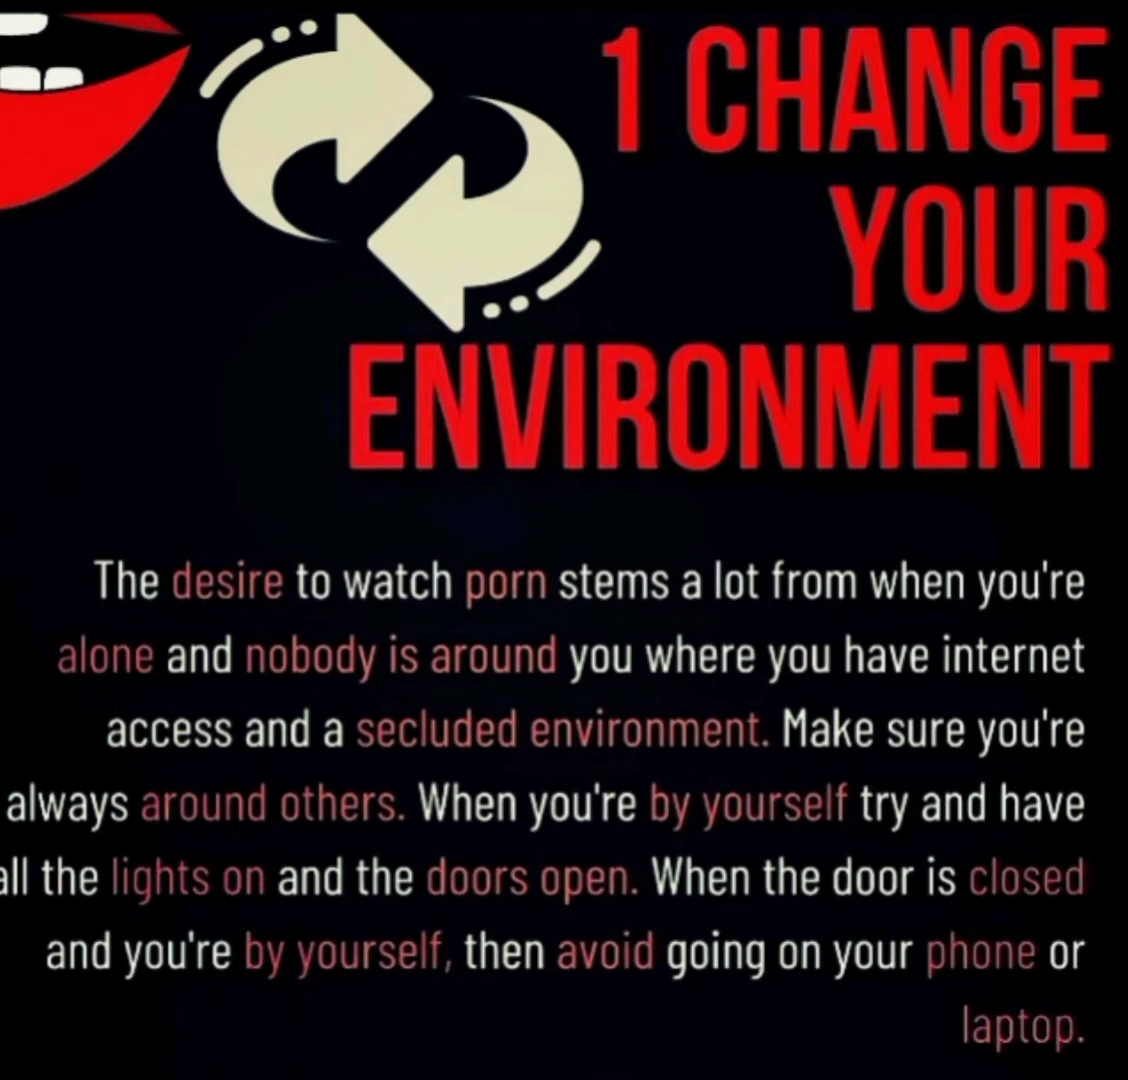 1 CHANGE
YOUR
ENVIRONMENT
The desire to watch porn stems a lot from when you're
alone and nobody is around you where you have internet
access and a secluded environment. Make sure you're
always around others. When you're by yourself try and have
all the lights on and the doors open. When the door is closed
and you're by yourself, then avoid going on your phone or
laptop.